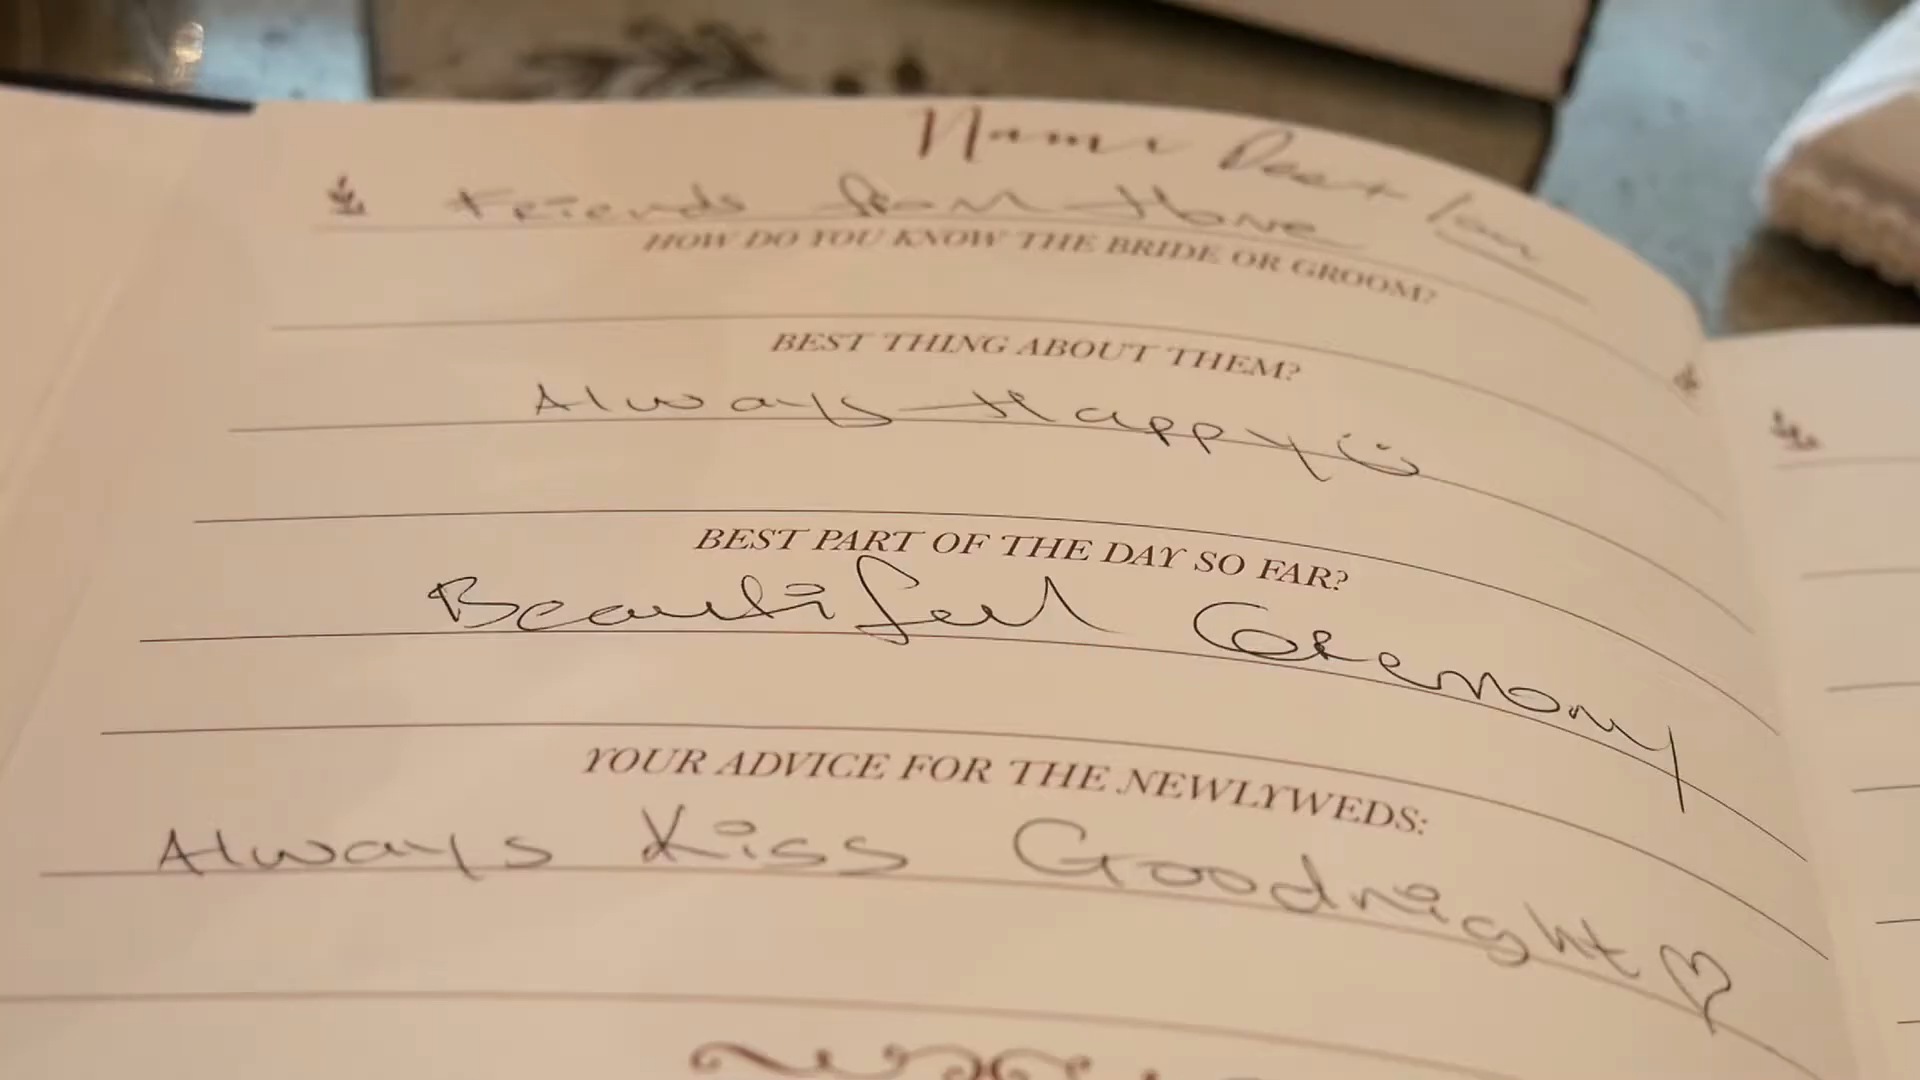 Name
Friends from Home
HOW DO YOU KNOW THE BRIDE OR GROOM?
BEST THING ABOUT THEM?
Always Happy
BEST PART OF THE DAY SO FAR?
Beautiful Ceremony
YOUR ADVICE FOR THE NEWLYWEDS:
Always Kiss Goodnight ♡